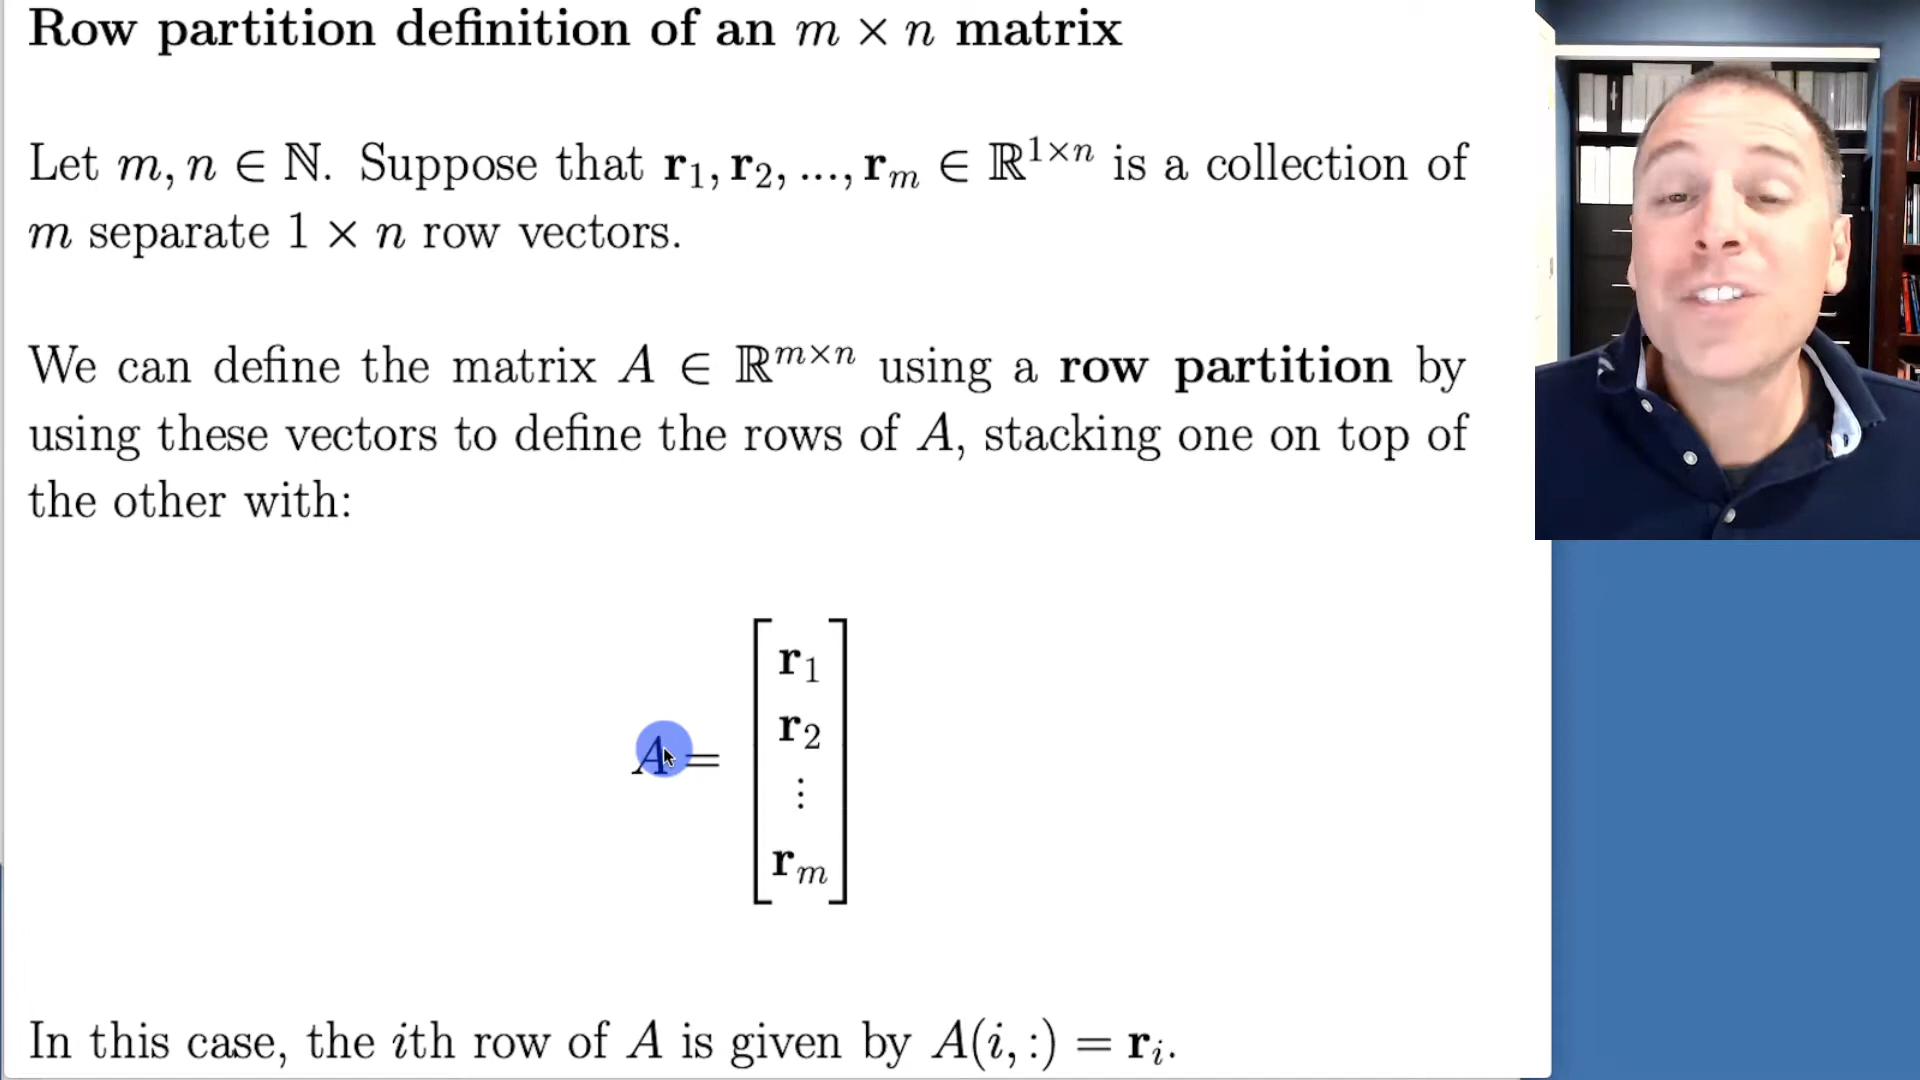 Row partition definition of an m × n matrix
Let m, n ∈ ℕ. Suppose that r₁, r₂, ..., rₘ ∈ ℝ¹ˣⁿ is a collection of
m separate 1 × n row vectors.
We can define the matrix A ∈ ℝᵐˣⁿ using a row partition by
using these vectors to define the rows of A, stacking one on top of
the other with:
A = [r₁
r₂
⋮
rₘ]
In this case, the ith row of A is given by A(i, :) = rᵢ.